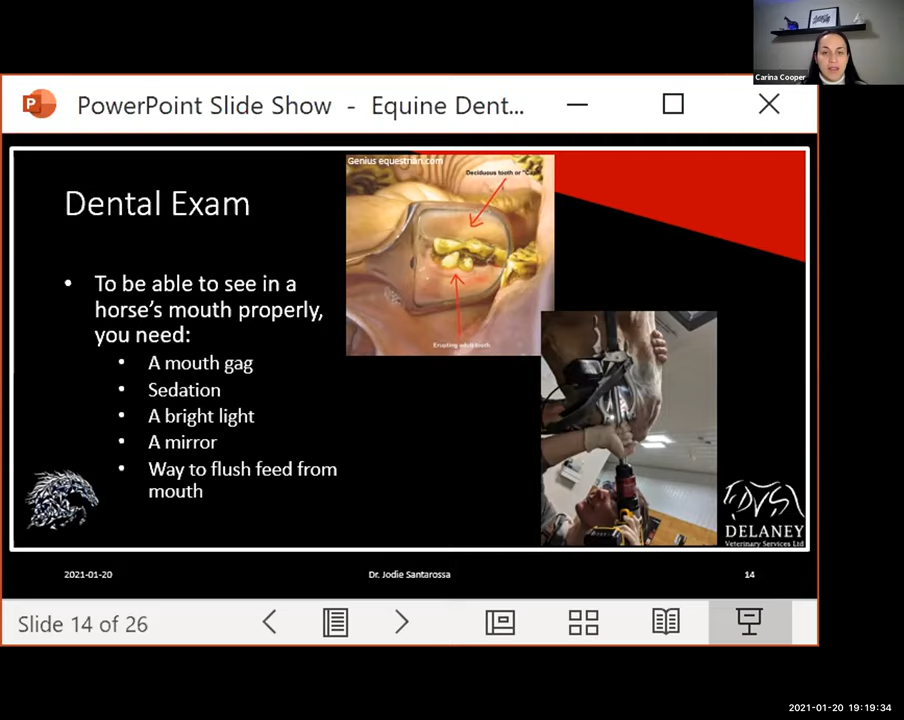 Carina Cooper
PowerPoint Slide Show - Equine Dent...
Genius equestrian.com
Deciduous tooth or "Cap"
Dental Exam
• To be able to see in a
horse's mouth properly,
you need:
• A mouth gag
• Sedation
• A bright light
• A mirror
• Way to flush feed from
mouth
Erupting adult tooth
DVS
DELANEY
Veterinary Services Ltd
2021-01-20
Dr. Jodie Santarossa
14
Slide 14 of 26
2021-01-20 19:19:34